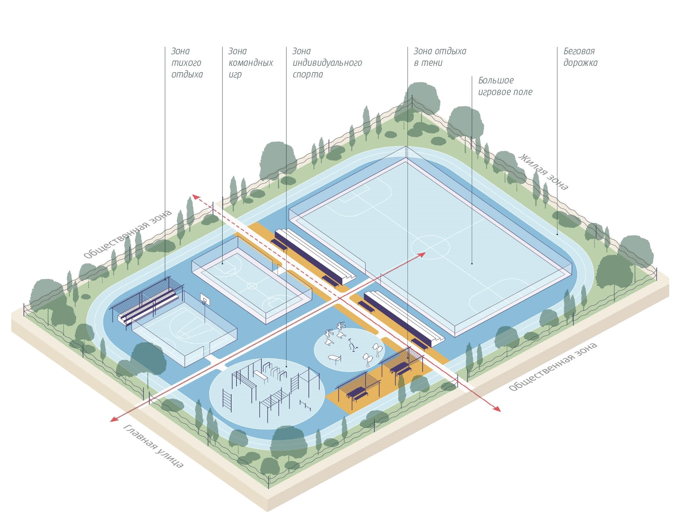 Зона
тихого
отдыха
Зона
командных
игр
Зона
индивидуального
спорта
Зона отдыха
в тени
Большое
игровое поле
Беговая
дорожка
Жилая зона
Общественная зона
Общественная зона
Главная улица